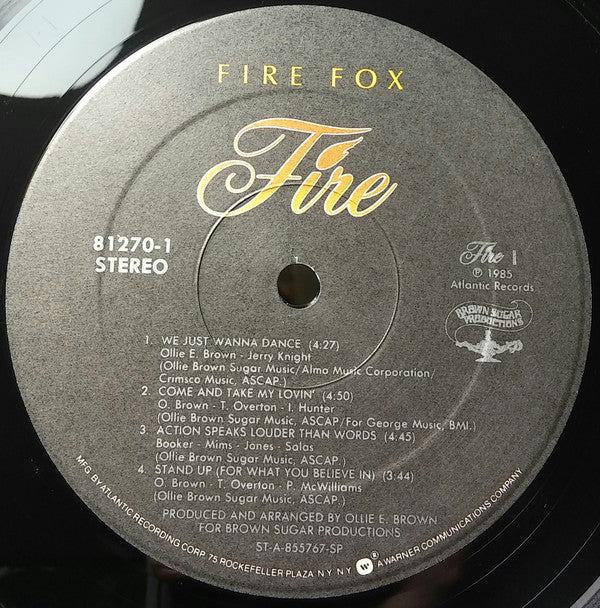 FIRE FOX
Fire
81270-1
STEREO
Fire 1
℗ 1985
Atlantic Records
BROWN SUGAR
PRODUCTIONS
1. WE JUST WANNA DANCE (4:27)
Ollie E. Brown - Jerry Knight
(Ollie Brown Sugar Music/Almo Music Corporation/
Crimsco Music, ASCAP.)
2. COME AND TAKE MY LOVIN' (4:50)
O. Brown - T. Overton - I. Hunter
(Ollie Brown Sugar Music, ASCAP/For George Music, BMI.)
3. ACTION SPEAKS LOUDER THAN WORDS (4:45)
Booker - Mims - Janes - Salas
(Ollie Brown Sugar Music, ASCAP.)
4. STAND UP (FOR WHAT YOU BELIEVE IN) (3:44)
O. Brown - T. Overton - P. McWilliams
(Ollie Brown Sugar Music, ASCAP.)
PRODUCED AND ARRANGED BY OLLIE E. BROWN
FOR BROWN SUGAR PRODUCTIONS
ST-A-855767-SP
MFG. BY ATLANTIC RECORDING CORP. 75 ROCKEFELLER PLAZA. N.Y. N.Y. W ® A WARNER COMMUNICATIONS COMPANY